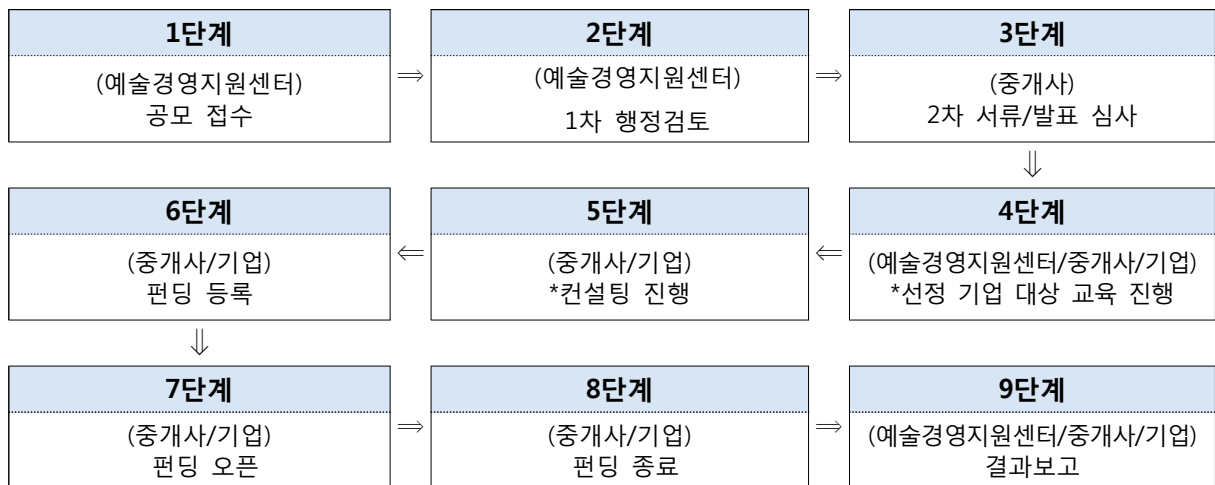 1단계
(예술경영지원센터)
공모 접수
⇒
2단계
(예술경영지원센터)
1차 행정검토
⇒
3단계
(중개사)
2차 서류/발표 심사
⇓
4단계
(예술경영지원센터/중개사/기업)
*선정 기업 대상 교육 진행
⇐
5단계
(중개사/기업)
*컨설팅 진행
⇐
6단계
(중개사/기업)
펀딩 등록
⇓
7단계
(중개사/기업)
펀딩 오픈
⇒
8단계
(중개사/기업)
펀딩 종료
⇒
9단계
(예술경영지원센터/중개사/기업)
결과보고